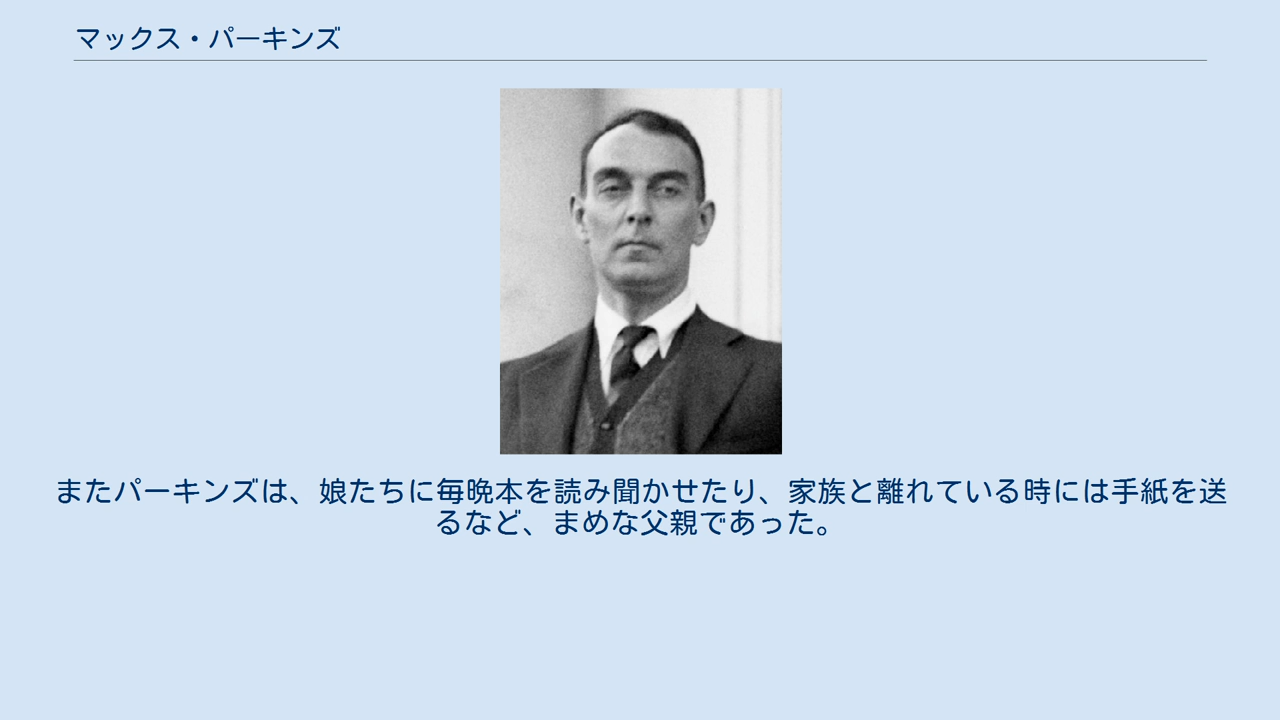 マックス・パーキンズ
またパーキンズは、娘たちに毎晩本を読み聞かせたり、家族と離れている時には手紙を送
るなど、まめな父親であった。